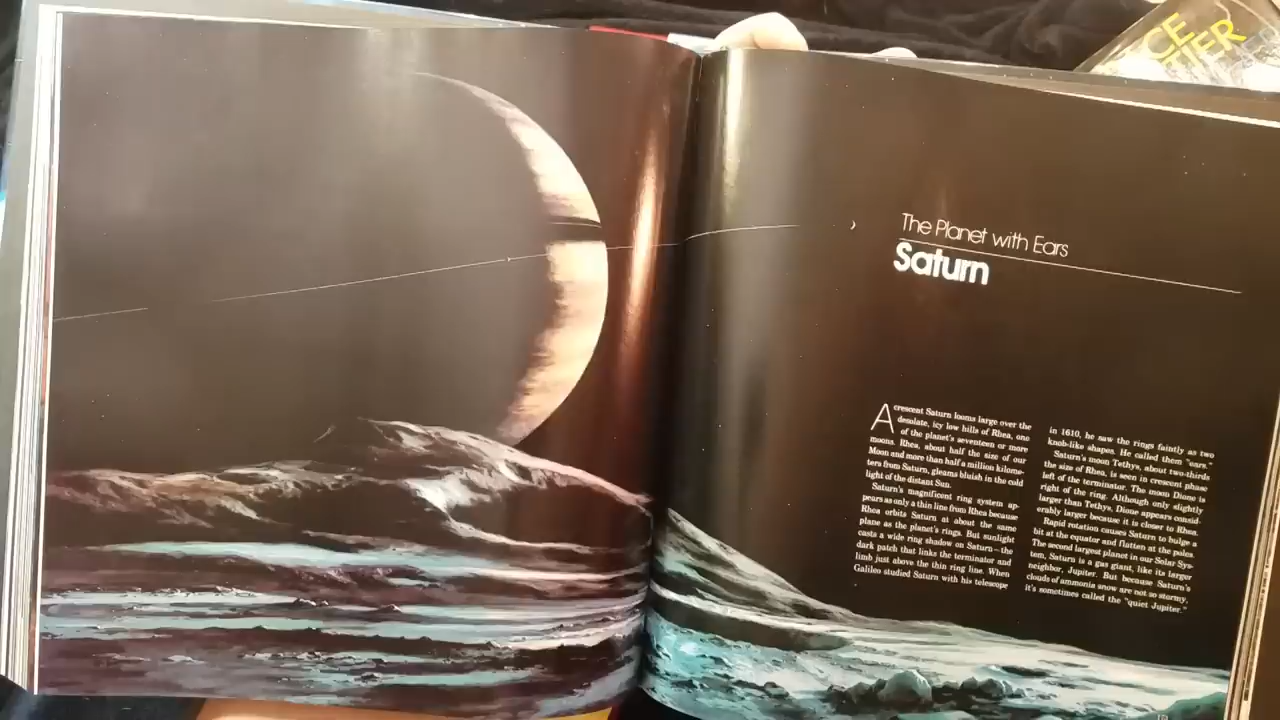 CE
TIER
The Planet with Ears
Saturn
A crescent Saturn looms large over the
desolate, icy low hills of Rhea, one
of the planet's seventeen or more
moons. Rhea, about half the size of our
Moon and more than half a million kilome-
ters from Saturn, gleams bluish in the cold
light of the distant Sun.
Saturn's magnificent ring system ap-
pears as only a thin line from Rhea because
Rhea orbits Saturn at about the same
plane as the planet's rings. But sunlight
casts a wide ring shadow on Saturn—the
dark patch that links the terminator and
limb just above the thin ring line. When
Galileo studied Saturn with his telescope
in 1610, he saw the rings faintly as two
knob-like shapes. He called them "ears."
Saturn's moon Tethys, about two-thirds
the size of Rhea, is seen in crescent phase
left of the terminator. The moon Dione is
right of the ring. Although only slightly
larger than Tethys, Dione appears consid-
erably larger because it is closer to Rhea.
Rapid rotation causes Saturn to bulge a
bit at the equator and flatten at the poles.
The second largest planet in our Solar Sys-
tem, Saturn is a gas giant, like its larger
neighbor, Jupiter. But because Saturn's
clouds of ammonia snow are not so stormy,
it's sometimes called the "quiet Jupiter."